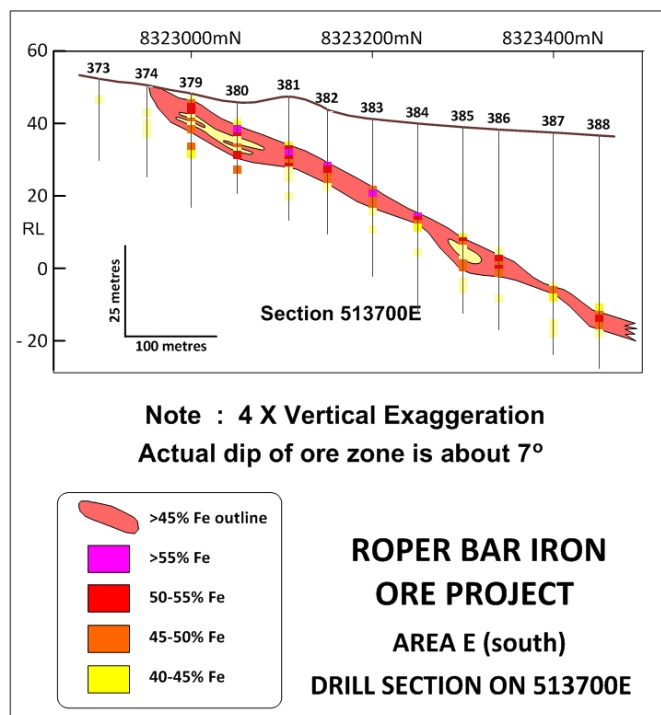 60
8323000mN 8323200mN 8323400mN
373 374 379 380 381 382 383 384 385 386 387 388
40
20
RL
0
- 20
25 metres
100 metres
Section 513700E
Note : 4 X Vertical Exaggeration
Actual dip of ore zone is about 7º
>45% Fe outline
>55% Fe
50-55% Fe
45-50% Fe
40-45% Fe
ROPER BAR IRON
ORE PROJECT
AREA E (south)
DRILL SECTION ON 513700E